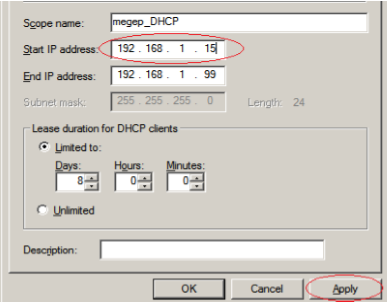 Scope name: megep_DHCP
Start IP address: 192 . 168 . 1 . 15
End IP address: 192 . 168 . 1 . 99
Subnet mask: 255 . 255 . 255 . 0 Length: 24
Lease duration for DHCP clients
Limited to:
Days: Hours: Minutes:
8 0 0
Unlimited
Description:
OK Cancel Apply